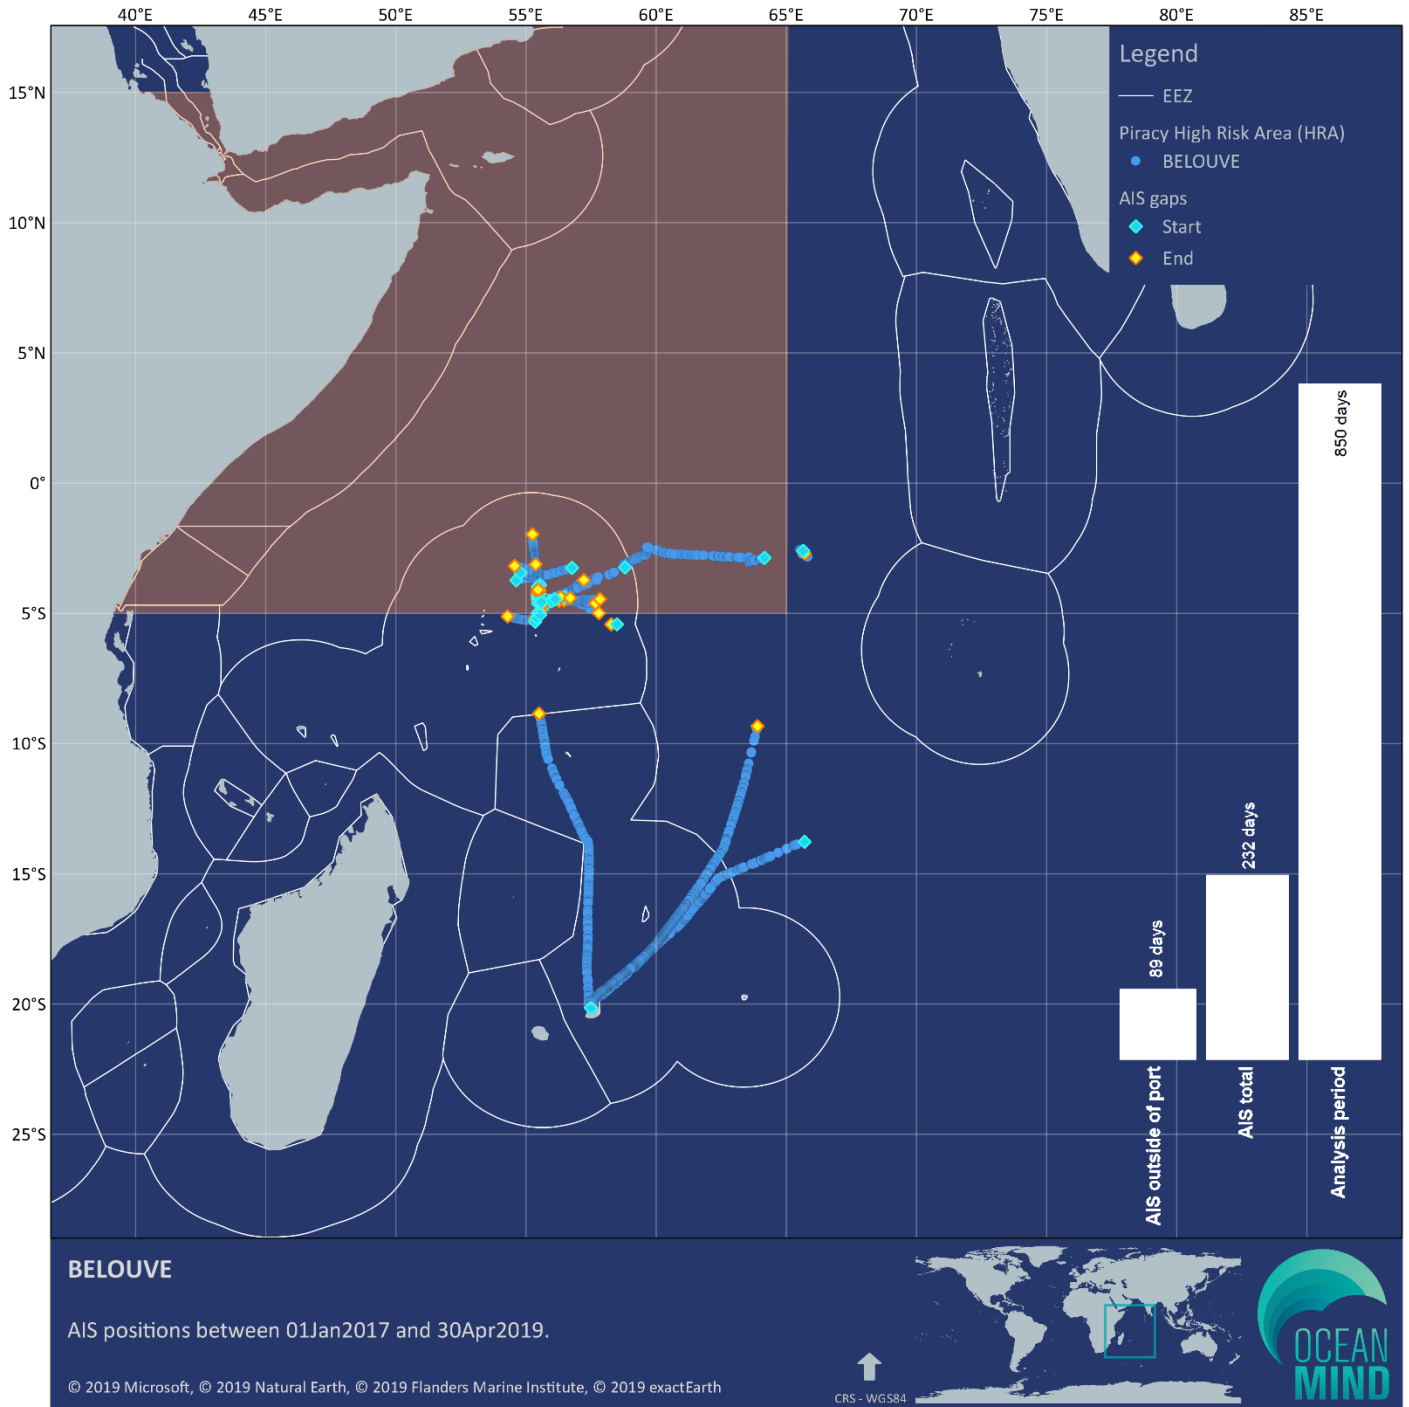 40°E 45°E 50°E 55°E 60°E 65°E 70°E 75°E 80°E 85°E
15°N
10°N
5°N
0°
5°S
10°S
15°S
20°S
25°S
Legend
EEZ
Piracy High Risk Area (HRA)
BELOUVE
AIS gaps
Start
End
89 days
232 days
850 days
AIS outside of port
AIS total
Analysis period
BELOUVE
AIS positions between 01Jan2017 and 30Apr2019.
© 2019 Microsoft, © 2019 Natural Earth, © 2019 Flanders Marine Institute, © 2019 exactEarth
CRS - WGS84
OCEAN
MIND